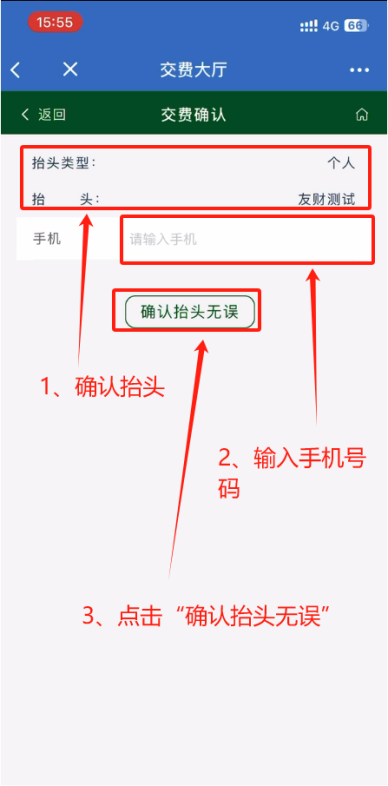 15:55 4G 66
交费大厅
返回 交费确认
抬头类型: 个人
抬 头: 友财测试
手机 请输入手机
确认抬头无误
1、确认抬头
2、输入手机号
码
3、点击“确认抬头无误”